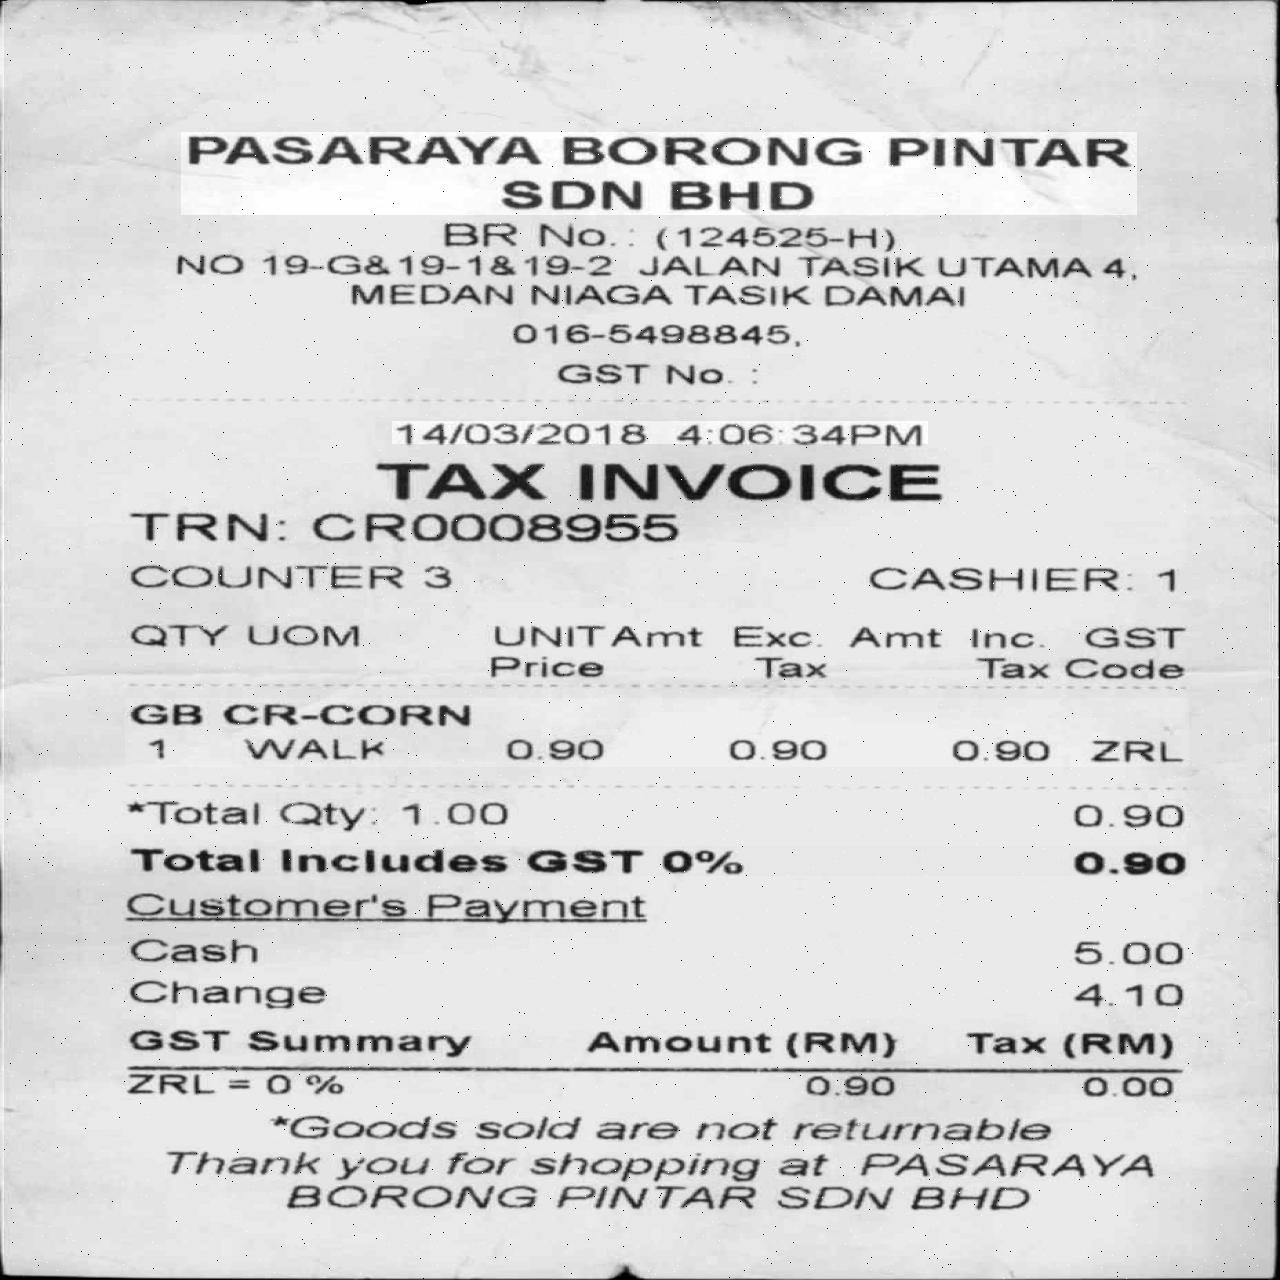 PASARAYA BORONG PINTAR
SDN BHD
BR No. : (124525-H)
NO 19-G&19-1&19-2 JALAN TASIK UTAMA 4,
MEDAN NIAGA TASIK DAMAI
016-5498845,
GST No. :
14/03/2018 4:06:34PM
TAX INVOICE
TRN: CR0008955
COUNTER 3 CASHIER: 1
QTY UOM UNIT Amt Exc. Amt Inc. GST
Price Tax Tax Code
GB CR-CORN
1 WALK 0.90 0.90 0.90 ZRL
*Total Qty: 1.00 0.90
Total Includes GST 0% 0.90
Customer's Payment
Cash 5.00
Change 4.10
GST Summary Amount (RM) Tax (RM)
ZRL = 0 % 0.90 0.00
*Goods sold are not returnable
Thank you for shopping at PASARAYA
BORONG PINTAR SDN BHD